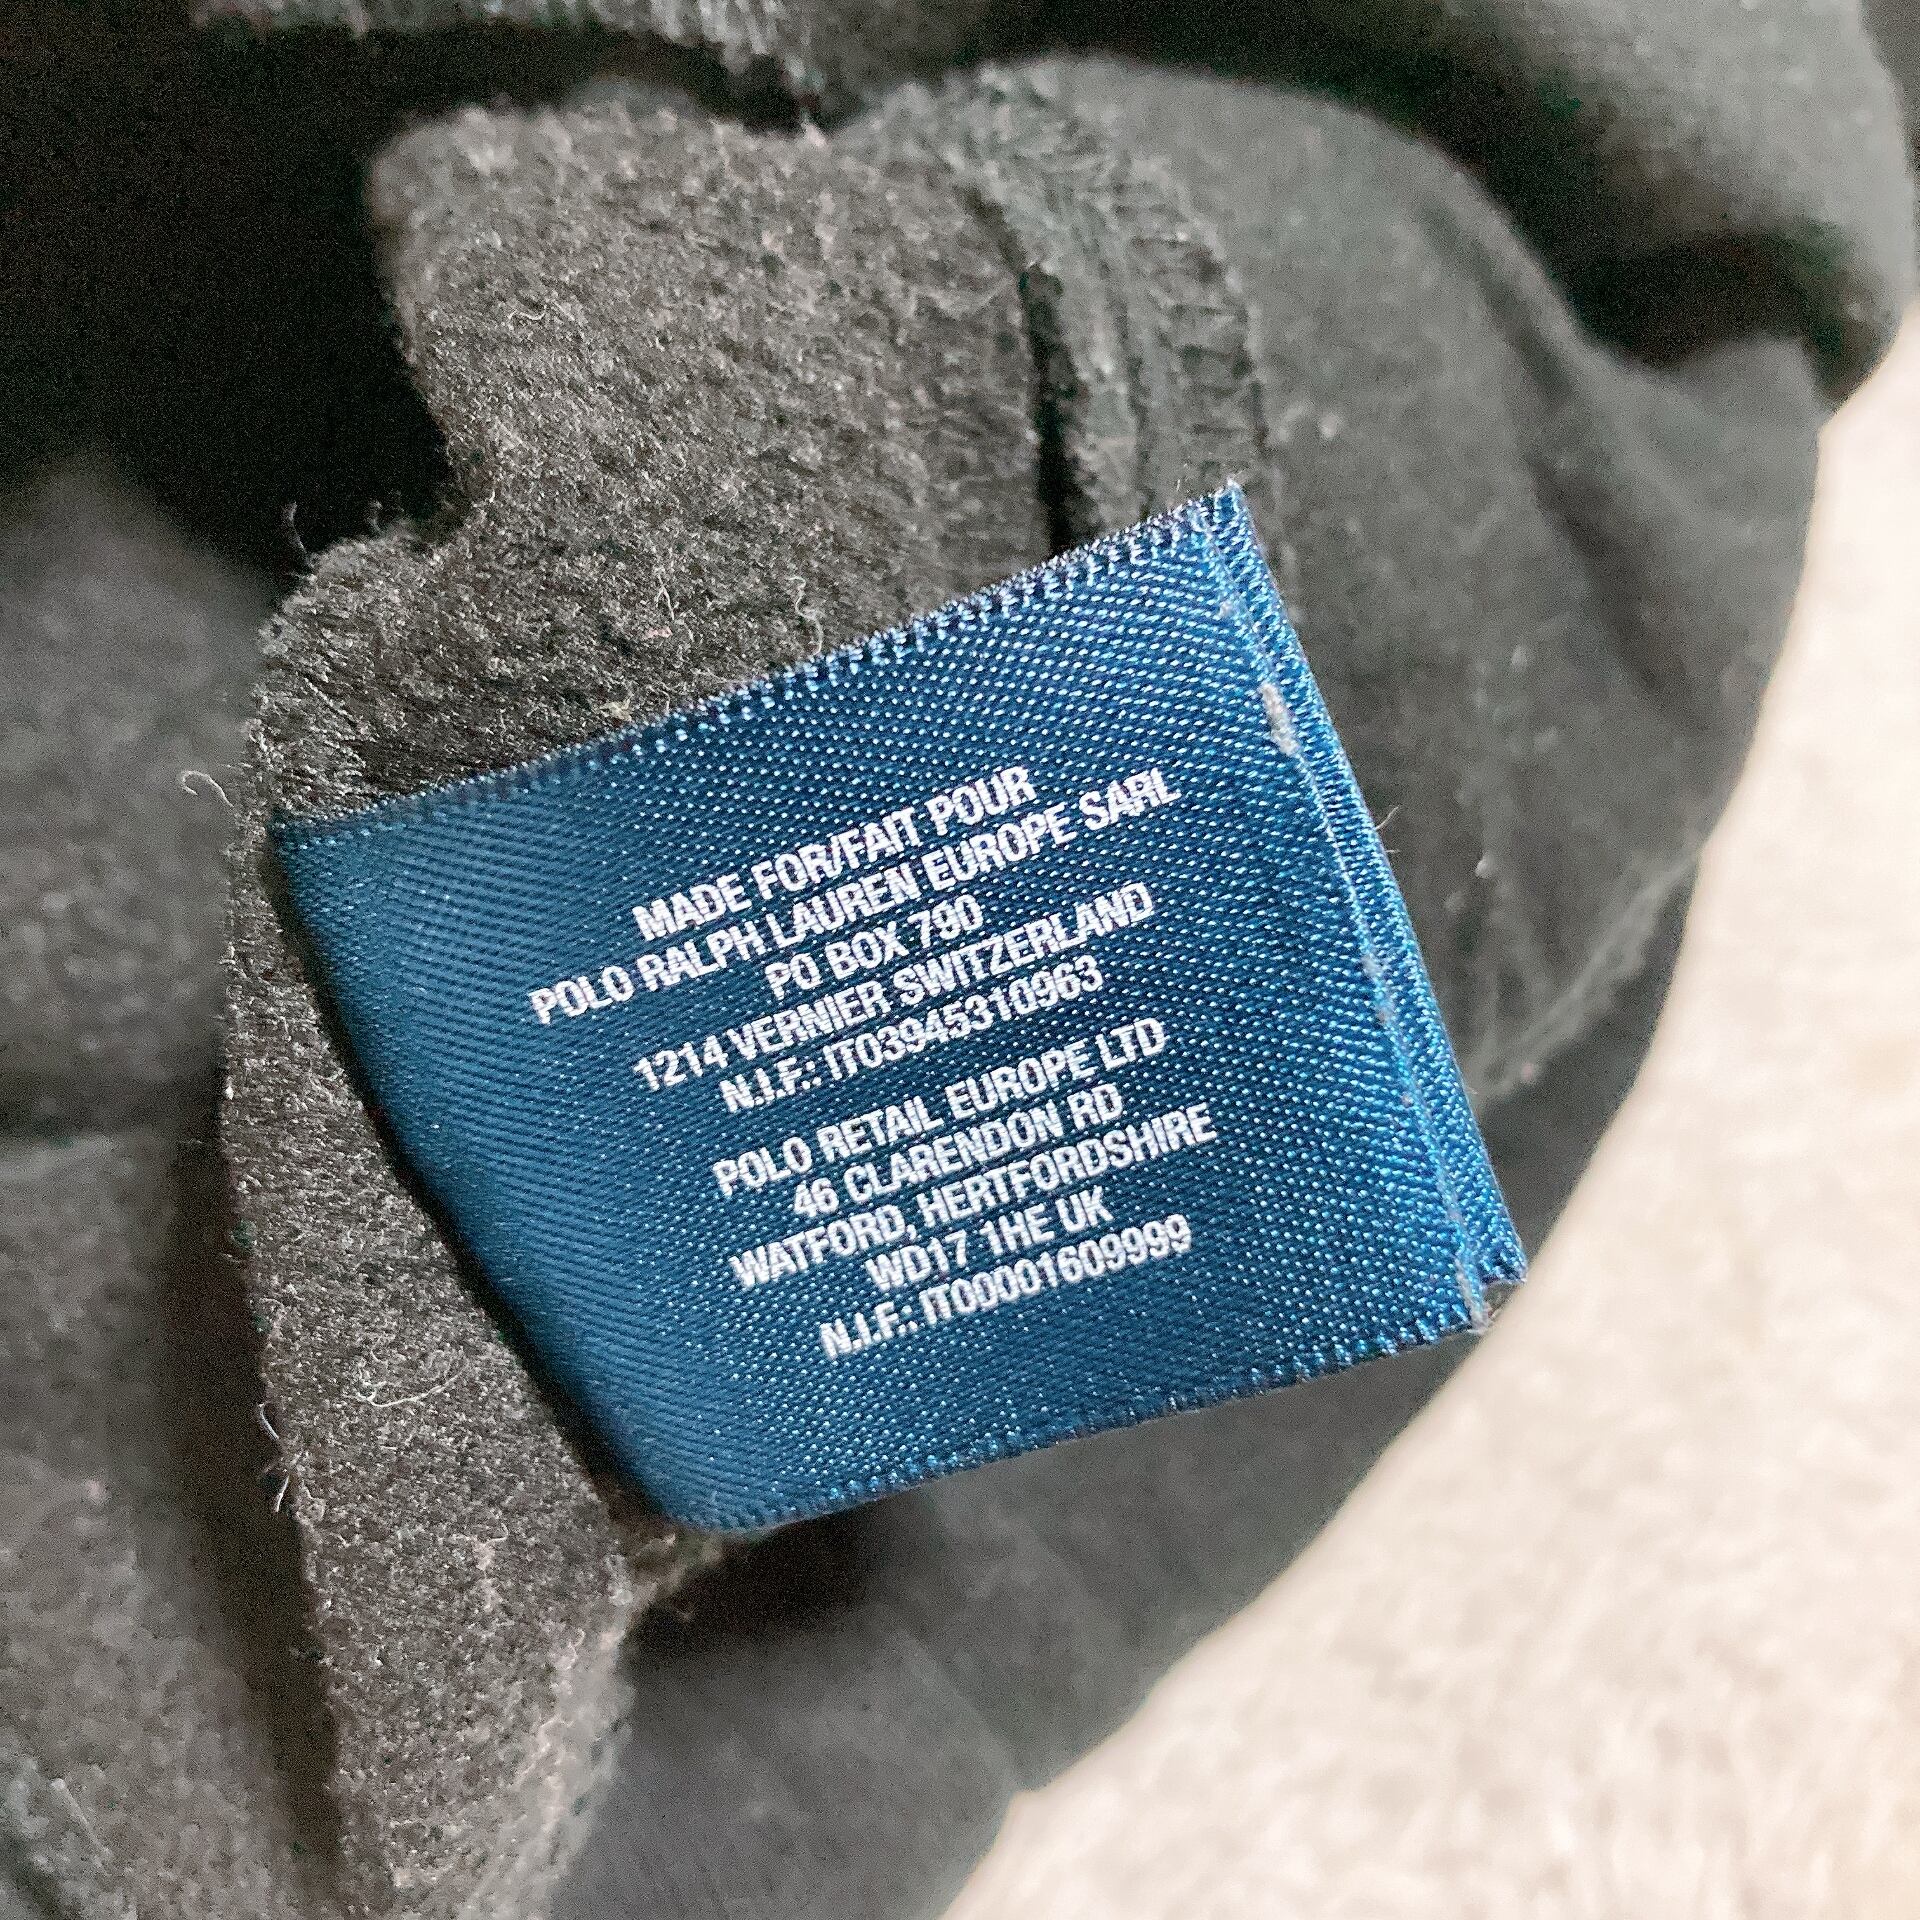 MADE FOR/FAIT POUR
POLO RALPH LAUREN EUROPE SARL
PO BOX 790
1214 VERNIER SWITZERLAND
N.I.F.: IT03945310963
POLO RETAIL EUROPE LTD
46 CLARENDON RD
WATFORD, HERTFORDSHIRE
WD17 1HE UK
N.I.F.: IT00001609999